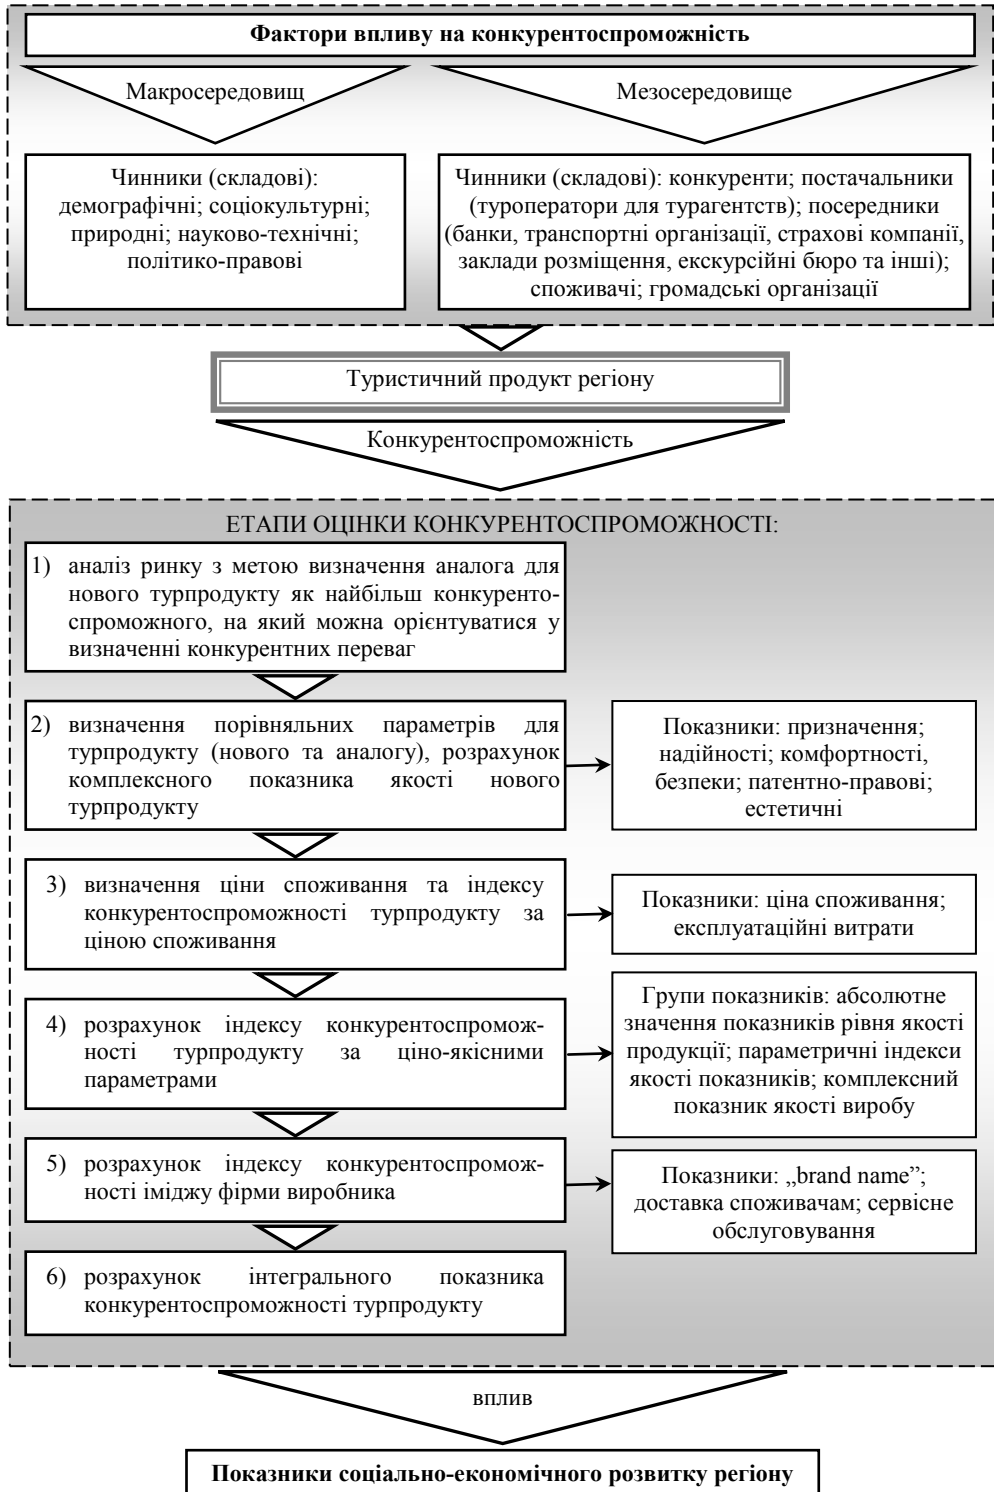 Фактори впливу на конкурентоспроможність
Макросередовищ
Мезосередовище
Чинники (складові):
демографічні; соціокультурні;
природні; науково-технічні;
політико-правові
Чинники (складові): конкуренти; постачальники
(туроператори для турагентств); посередники
(банки, транспортні організації, страхові компанії,
заклади розміщення, екскурсійні бюро та інші);
споживачі; громадські організації
Туристичний продукт регіону
Конкурентоспроможність
ЕТАПИ ОЦІНКИ КОНКУРЕНТОСПРОМОЖНОСТІ:
1) аналіз ринку з метою визначення аналога для
нового турпродукту як найбільш конкуренто-
спроможного, на який можна орієнтуватися у
визначенні конкурентних переваг
2) визначення порівняльних параметрів для
турпродукту (нового та аналогу), розрахунок
комплексного показника якості нового
турпродукту
Показники: призначення;
надійності; комфортності,
безпеки; патентно-правові;
естетичні
3) визначення ціни споживання та індексу
конкурентоспроможності турпродукту за
ціною споживання
Показники: ціна споживання;
експлуатаційні витрати
4) розрахунок індексу конкурентоспромож-
ності турпродукту за ціно-якісними
параметрами
Групи показників: абсолютне
значення показників рівня якості
продукції; параметричні індекси
якості показників; комплексний
показник якості виробу
5) розрахунок індексу конкурентоспромож-
ності іміджу фірми виробника
Показники: „brand name”;
доставка споживачам; сервісне
обслуговування
6) розрахунок інтегрального показника
конкурентоспроможності турпродукту
вплив
Показники соціально-економічного розвитку регіону